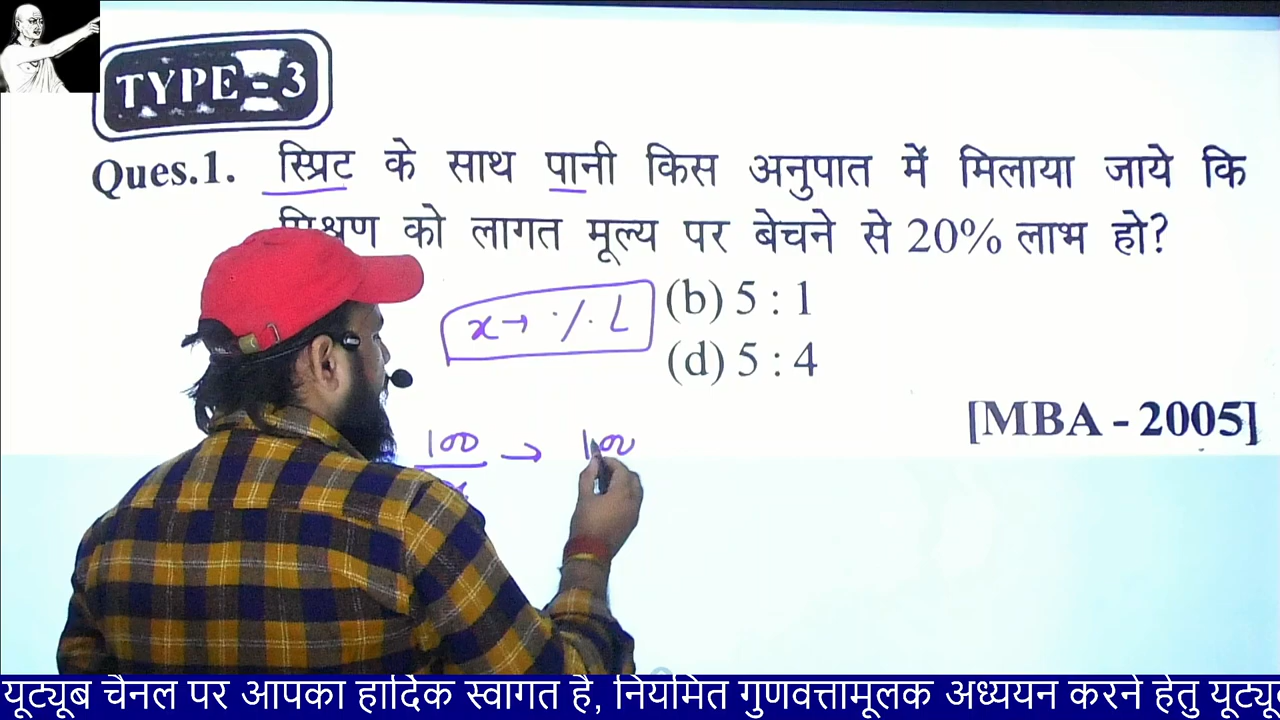 TYPE - 3
Ques.1. स्प्रिट के साथ पानी किस अनुपात में मिलाया जाये कि
मिश्रण को लागत मूल्य पर बेचने से 20% लाभ हो?
x→ ./. L
(b) 5 : 1
(d) 5 : 4
[MBA - 2005]
100 → 100
x
यूट्यूब चैनल पर आपका हार्दिक स्वागत है, नियमित गुणवत्तामूलक अध्ययन करने हेतु यूट्यू